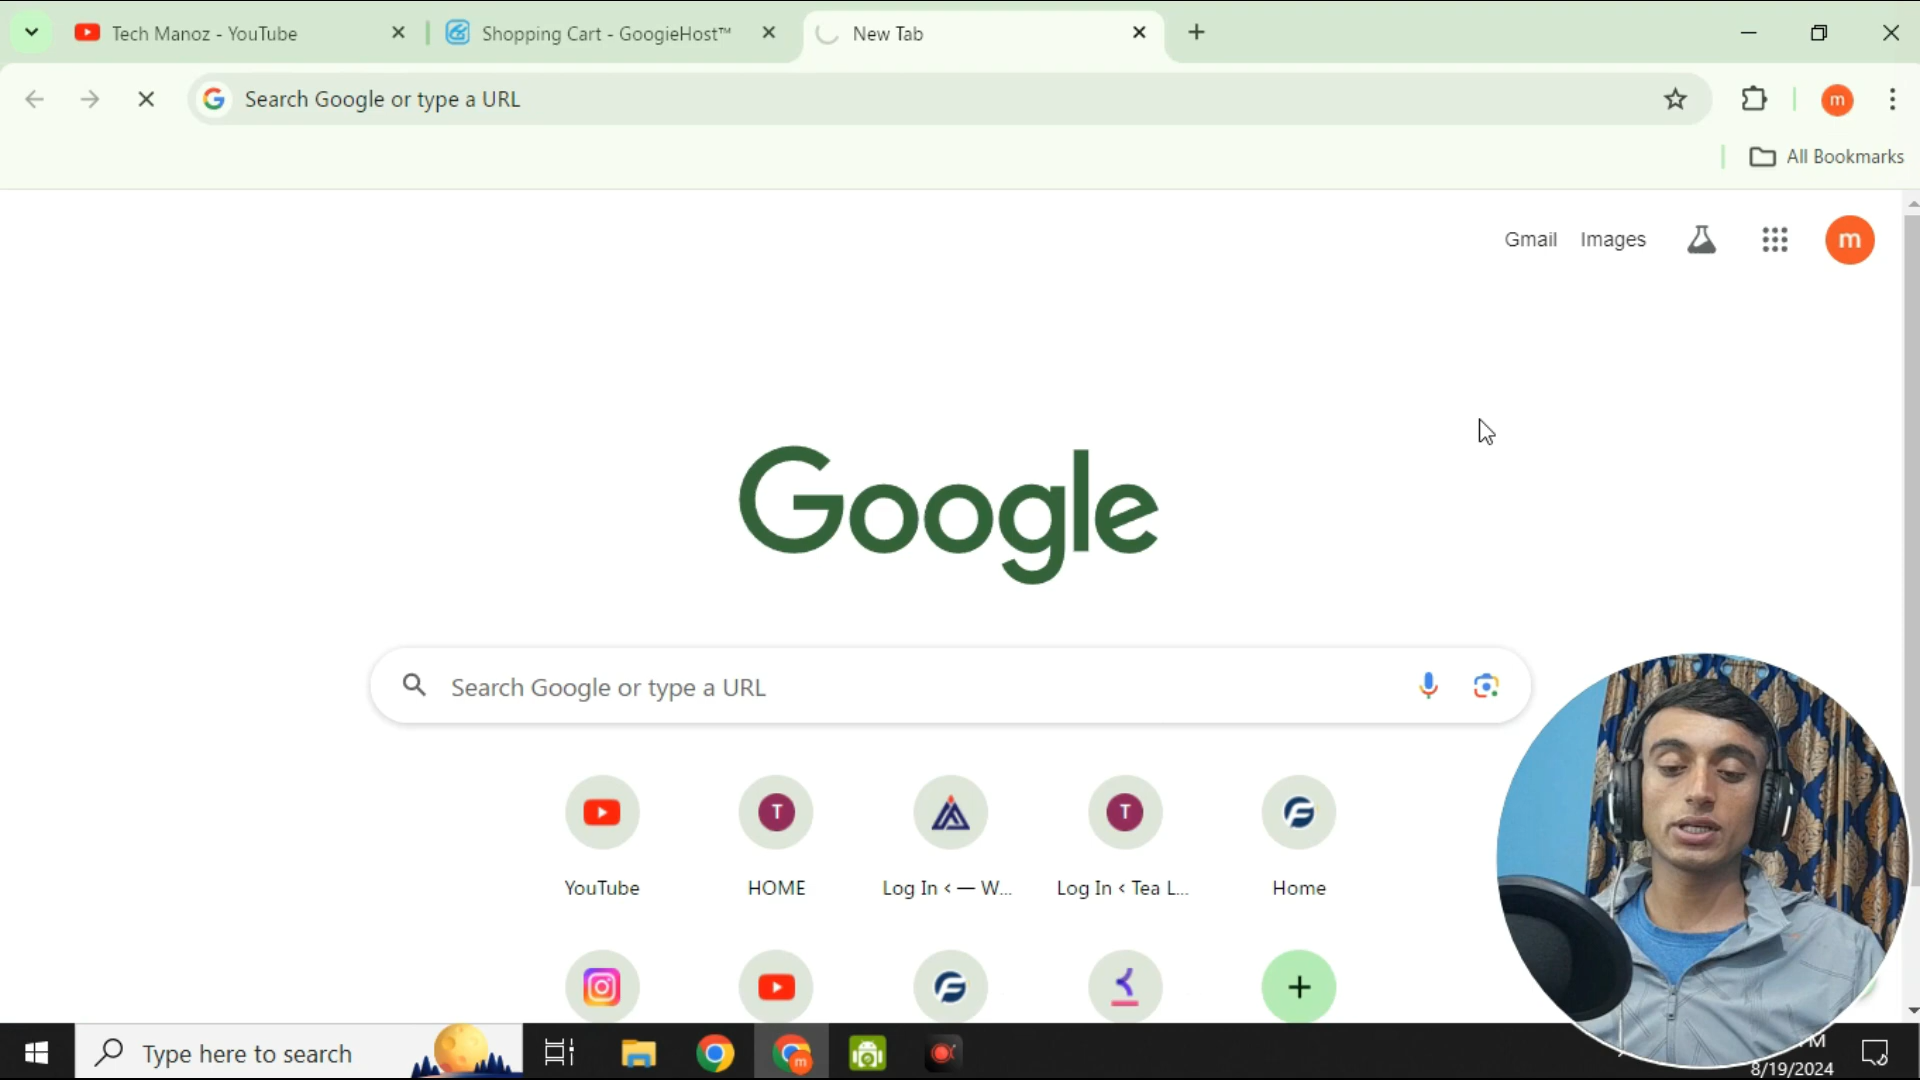 Tech Manoz - YouTube
Shopping Cart - GoogieHost™
New Tab
Search Google or type a URL
m
All Bookmarks
Gmail
Images
m
Google
Search Google or type a URL
T
T
YouTube
HOME
Log In < — W...
Log In < Tea L...
Home
Type here to search
m
8/19/2024